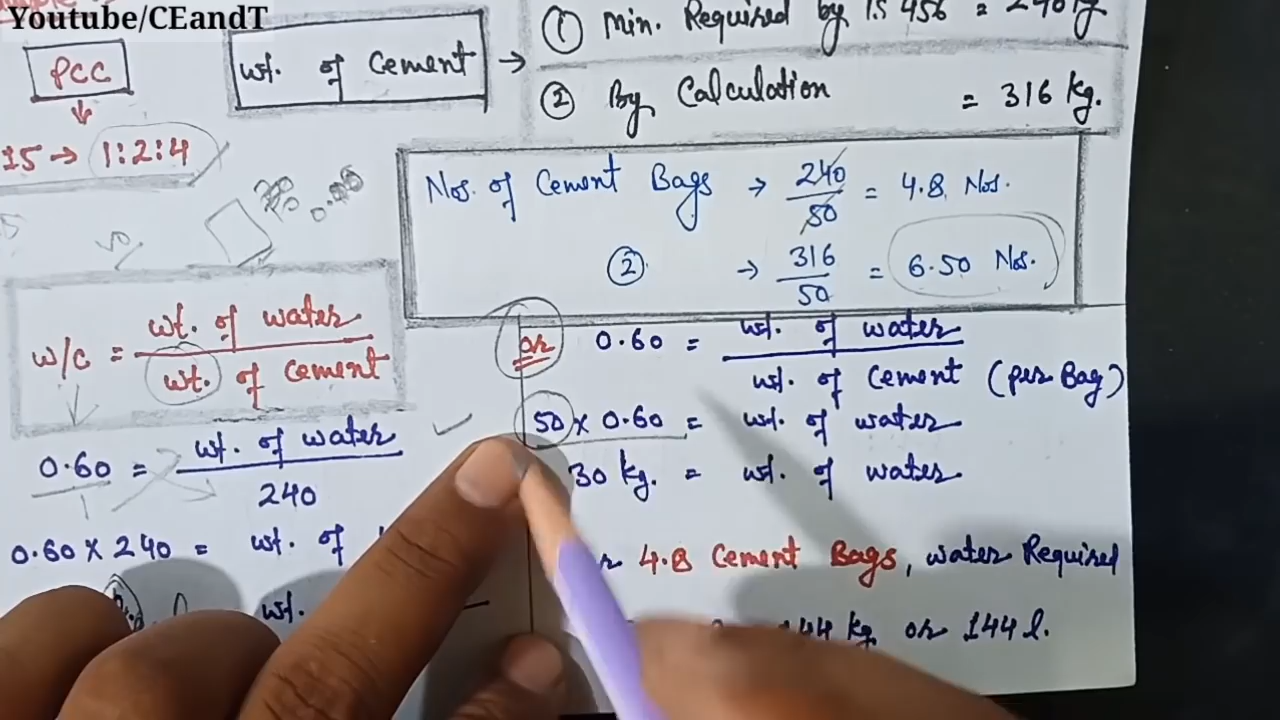 Youtube/CEandT
PCC
15 → 1:2:4
wt. of Cement →
① Min. Required by IS 456 = 240 kg
② By Calculation = 316 kg.
Nos. of Cement Bags → 240/50 = 4.8 Nos.
② → 316/50 = 6.50 Nos.
w/c = wt. of water / wt. of cement
0.60 = wt. of water / 240
0.60 × 240 = wt. of
wt.
or 0.60 = wt. of water / wt. of Cement (per Bag)
50 × 0.60 = wt. of water
30 kg. = wt. of water
4.8 Cement Bags, water Required
144 kg or 144 l.